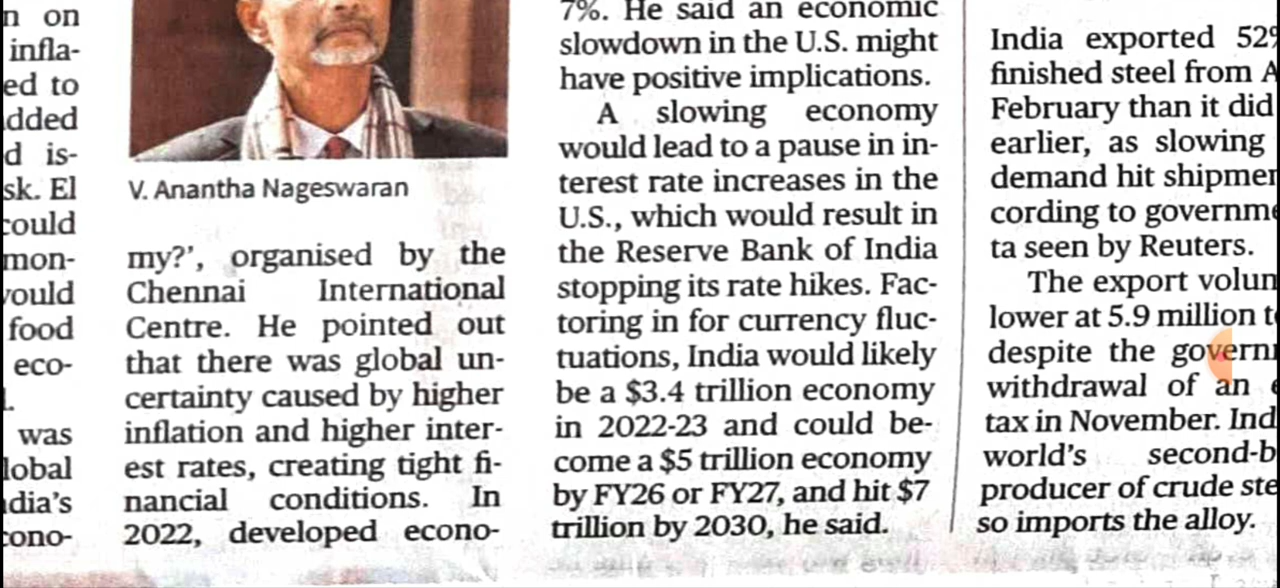 n on
infla-
ed to
dded
d is-
sk. El
could
mon-
would
food
eco-
l.
was
lobal
dia's
cono-
V. Anantha Nageswaran
my?', organised by the
Chennai International
Centre. He pointed out
that there was global un-
certainty caused by higher
inflation and higher inter-
est rates, creating tight fi-
nancial conditions. In
2022, developed econo-
7%. He said an economic
slowdown in the U.S. might
have positive implications.
A slowing economy
would lead to a pause in in-
terest rate increases in the
U.S., which would result in
the Reserve Bank of India
stopping its rate hikes. Fac-
toring in for currency fluc-
tuations, India would likely
be a $3.4 trillion economy
in 2022-23 and could be-
come a $5 trillion economy
by FY26 or FY27, and hit $7
trillion by 2030, he said.
India exported 52%
finished steel from A
February than it did
earlier, as slowing
demand hit shipmen
cording to governme
ta seen by Reuters.
The export volum
lower at 5.9 million to
despite the governm
withdrawal of an e
tax in November. Ind
world's second-b
producer of crude ste
so imports the alloy.